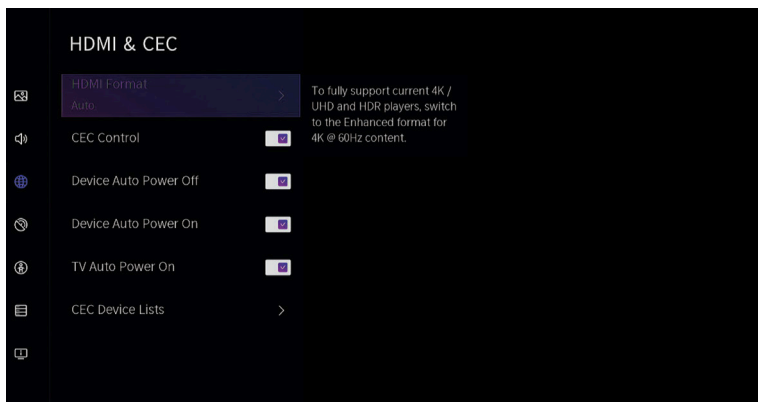 HDMI & CEC
HDMI Format
Auto
To fully support current 4K /
UHD and HDR players, switch
to the Enhanced format for
4K @ 60Hz content.
CEC Control
Device Auto Power Off
Device Auto Power On
TV Auto Power On
CEC Device Lists